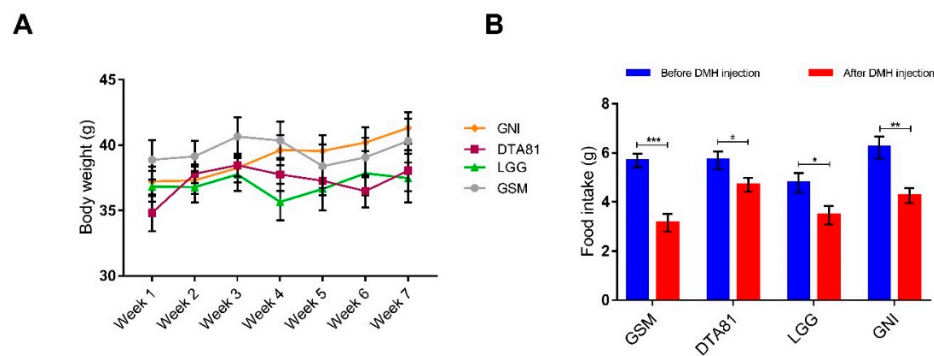 A
Body weight (g)
45
40
35
30
Week 1
Week 2
Week 3
Week 4
Week 5
Week 6
Week 7
GNI
DTA81
LGG
GSM
B
Before DMH injection
After DMH injection
Food intake (g)
8
6
4
2
0
***
*
*
**
GSM
DTA81
LGG
GNI